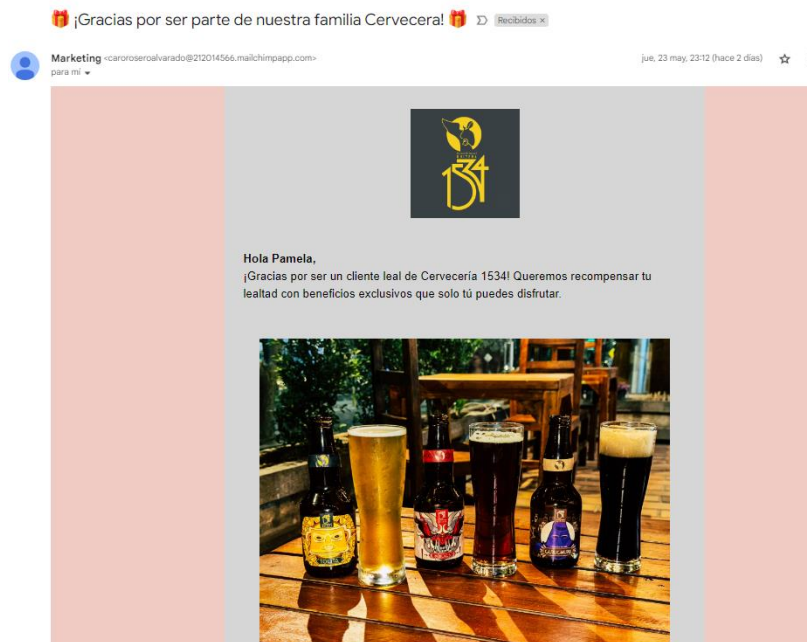 🎁 ¡Gracias por ser parte de nuestra familia Cervecera! 🎁 Recibidos ×
Marketing <caroroseroalvarado@212014566.mailchimpapp.com> jue, 23 may, 23:12 (hace 2 días)
para mí
1534
Hola Pamela,
¡Gracias por ser un cliente leal de Cervecería 1534! Queremos recompensar tu
lealtad con beneficios exclusivos que solo tú puedes disfrutar.